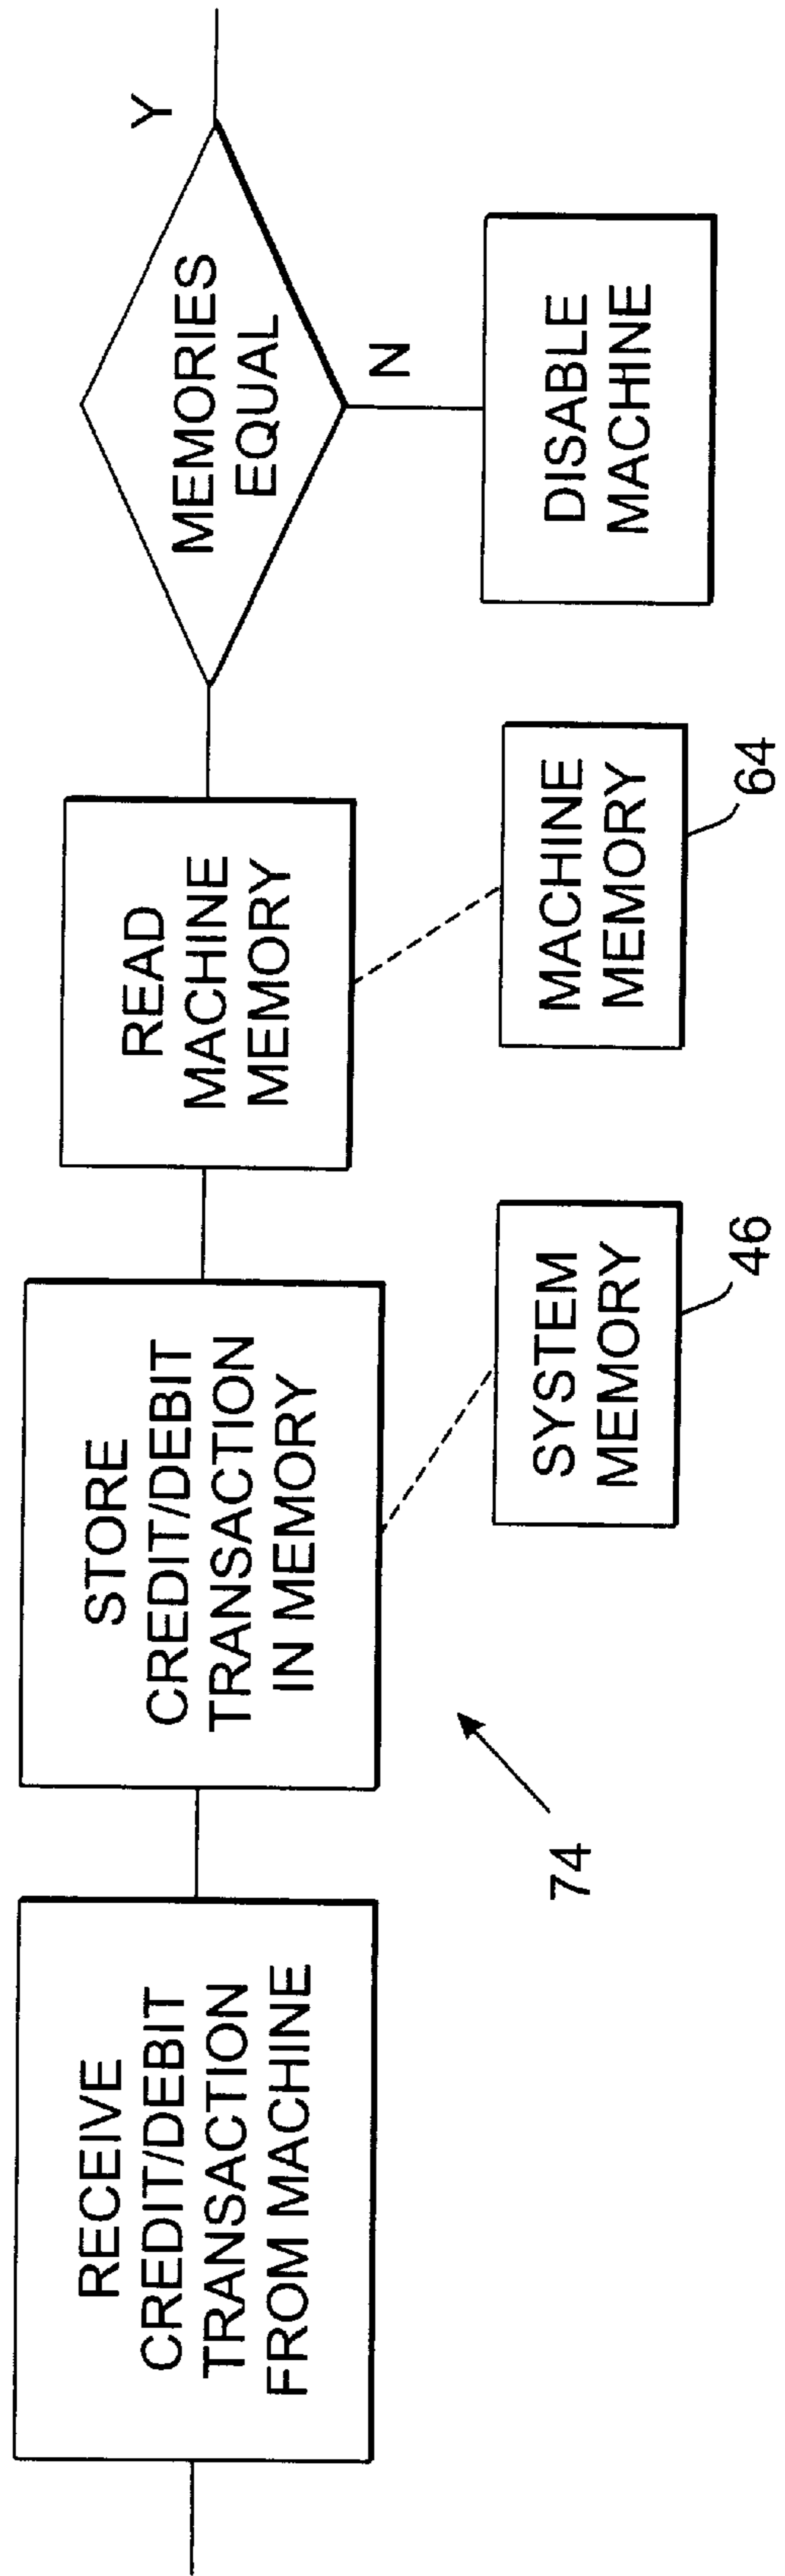 RECEIVE
CREDIT/DEBIT
TRANSACTION
FROM MACHINE
STORE
CREDIT/DEBIT
TRANSACTION
IN MEMORY
READ
MACHINE
MEMORY
MEMORIES
EQUAL
Y
N
74
SYSTEM
MEMORY
46
MACHINE
MEMORY
64
DISABLE
MACHINE